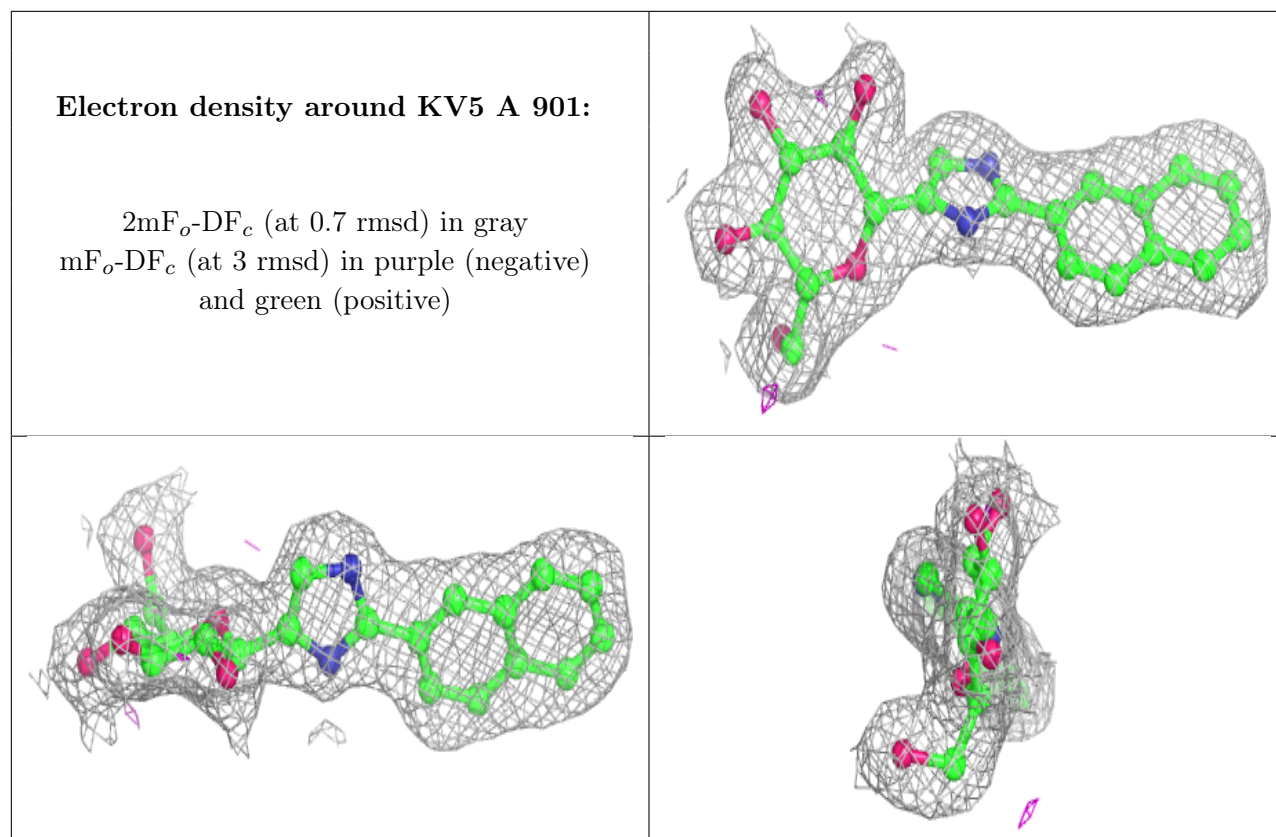 Electron density around KV5 A 901:
2mFo-DFc (at 0.7 rmsd) in gray
mFo-DFc (at 3 rmsd) in purple (negative)
and green (positive)